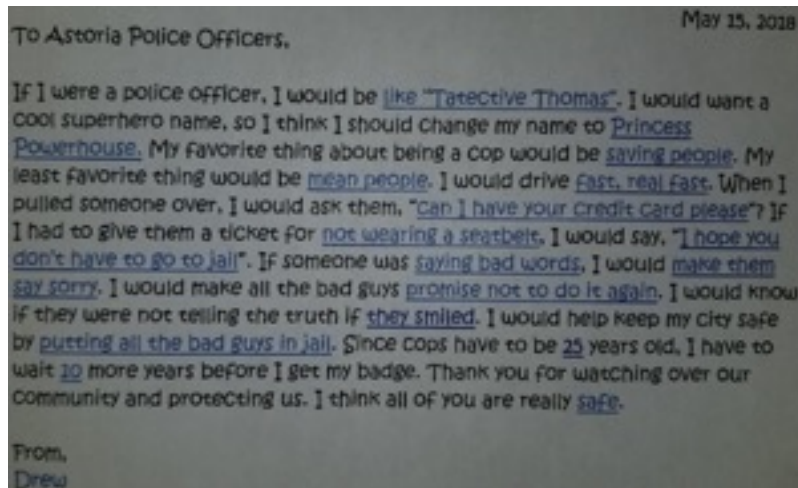 May 15, 2018
To Astoria Police Officers,
If I were a police officer, I would be like "Tatective Thomas". I would want a
cool superhero name, so I think I should change my name to Princess
Powerhouse. My favorite thing about being a cop would be saving people. My
least favorite thing would be mean people. I would drive fast, real fast. When I
pulled someone over, I would ask them, "can I have your credit card please"? If
I had to give them a ticket for not wearing a seatbelt, I would say, "I hope you
don't have to go to jail". If someone was saying bad words, I would make them
say sorry. I would make all the bad guys promise not to do it again. I would know
if they were not telling the truth if they smiled. I would help keep my city safe
by putting all the bad guys in jail. Since cops have to be 25 years old, I have to
wait 10 more years before I get my badge. Thank you for watching over our
community and protecting us. I think all of you are really safe.
From,
Drew